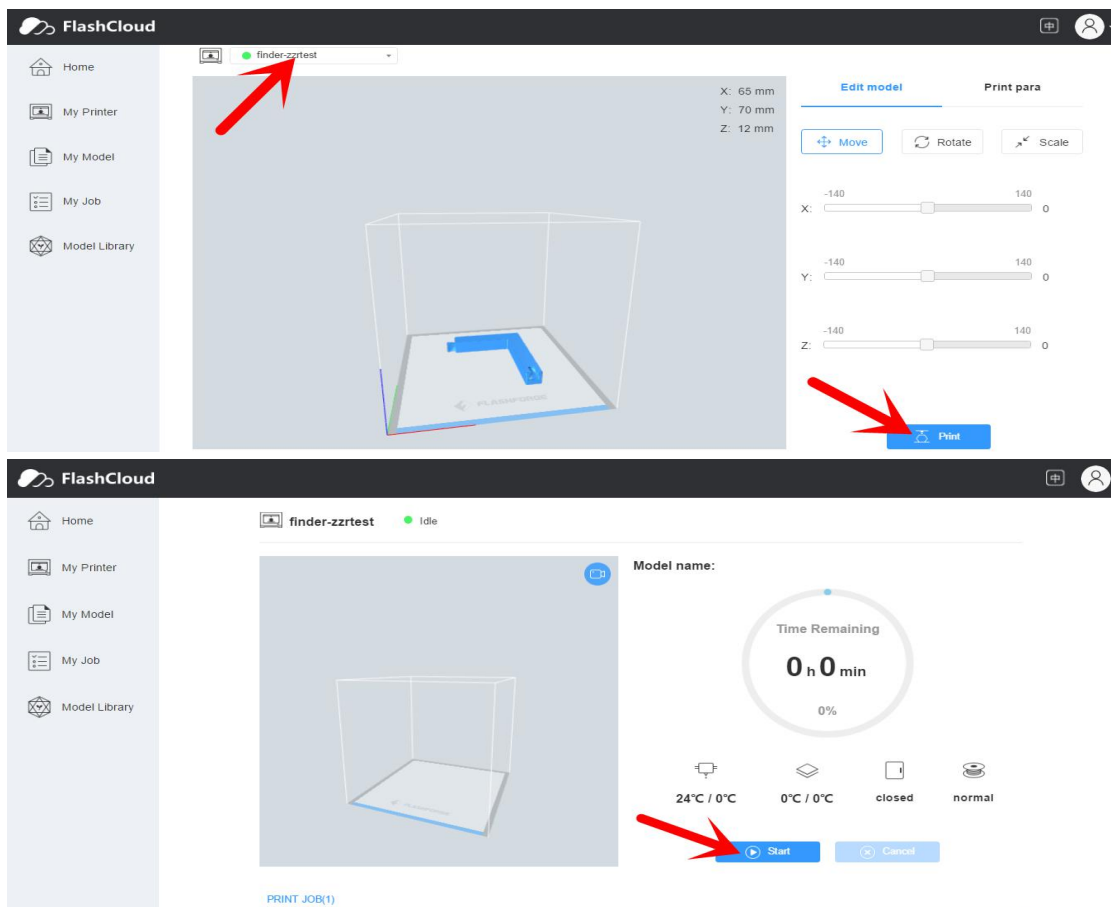 FlashCloud
中
Home
My Printer
My Model
My Job
Model Library
finder-zzrtest
X: 65 mm
Y: 70 mm
Z: 12 mm
FLASHFORGE
Edit model Print para
Move Rotate Scale
-140 140
X: 0
-140 140
Y: 0
-140 140
Z: 0
Print
FlashCloud
中
Home
My Printer
My Model
My Job
Model Library
finder-zzrtest Idle
FLASHFORGE
Model name:
Time Remaining
0 h 0 min
0%
24℃ / 0℃ 0℃ / 0℃ closed normal
Start Cancel
PRINT JOB(1)